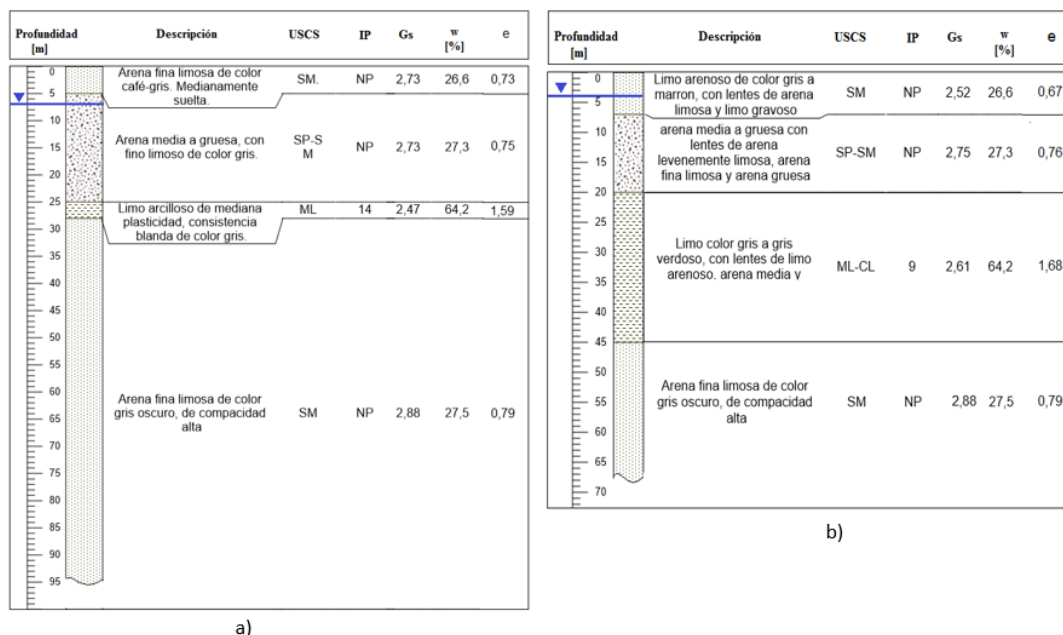 Profundidad [m] Descripción USCS IP Gs w [%] e
0
5
10
15
20
25
30
35
40
45
50
55
60
65
70
75
80
85
90
95
Arena fina limosa de color
café-gris. Medianamente
suelta.
SM. NP 2,73 26,6 0,73
Arena media a gruesa, con
fino limoso de color gris.
SP-S
M
NP 2,73 27,3 0,75
Limo arcilloso de mediana
plasticidad, consistencia
blanda de color gris.
ML 14 2,47 64,2 1,59
Arena fina limosa de color
gris oscuro, de compacidad
alta
SM NP 2,88 27,5 0,79
a)
Profundidad [m] Descripción USCS IP Gs w [%] e
0
5
10
15
20
25
30
35
40
45
50
55
60
65
70
Limo arenoso de color gris a
marron, con lentes de arena
limosa y limo gravoso
SM NP 2,52 26,6 0,67
arena media a gruesa con
lentes de arena
levenemente limosa, arena
fina limosa y arena gruesa
SP-SM NP 2,75 27,3 0,76
Limo color gris a gris
verdoso, con lentes de limo
arenoso. arena media y
ML-CL 9 2,61 64,2 1,68
Arena fina limosa de color
gris oscuro, de compacidad
alta
SM NP 2,88 27,5 0,79
b)